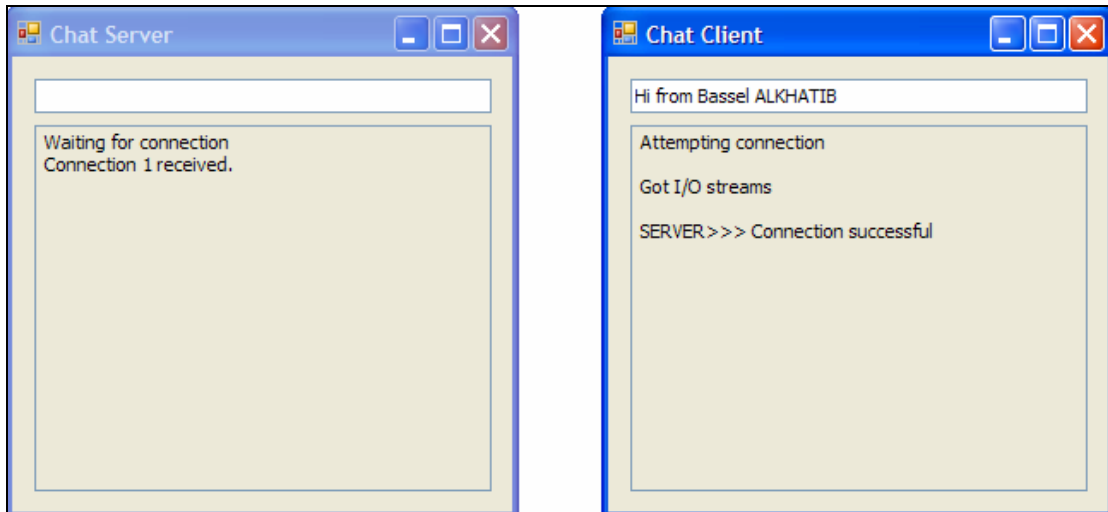 Chat Server
Waiting for connection
Connection 1 received.
Chat Client
Hi from Bassel ALKHATIB
Attempting connection
Got I/O streams
SERVER>>> Connection successful